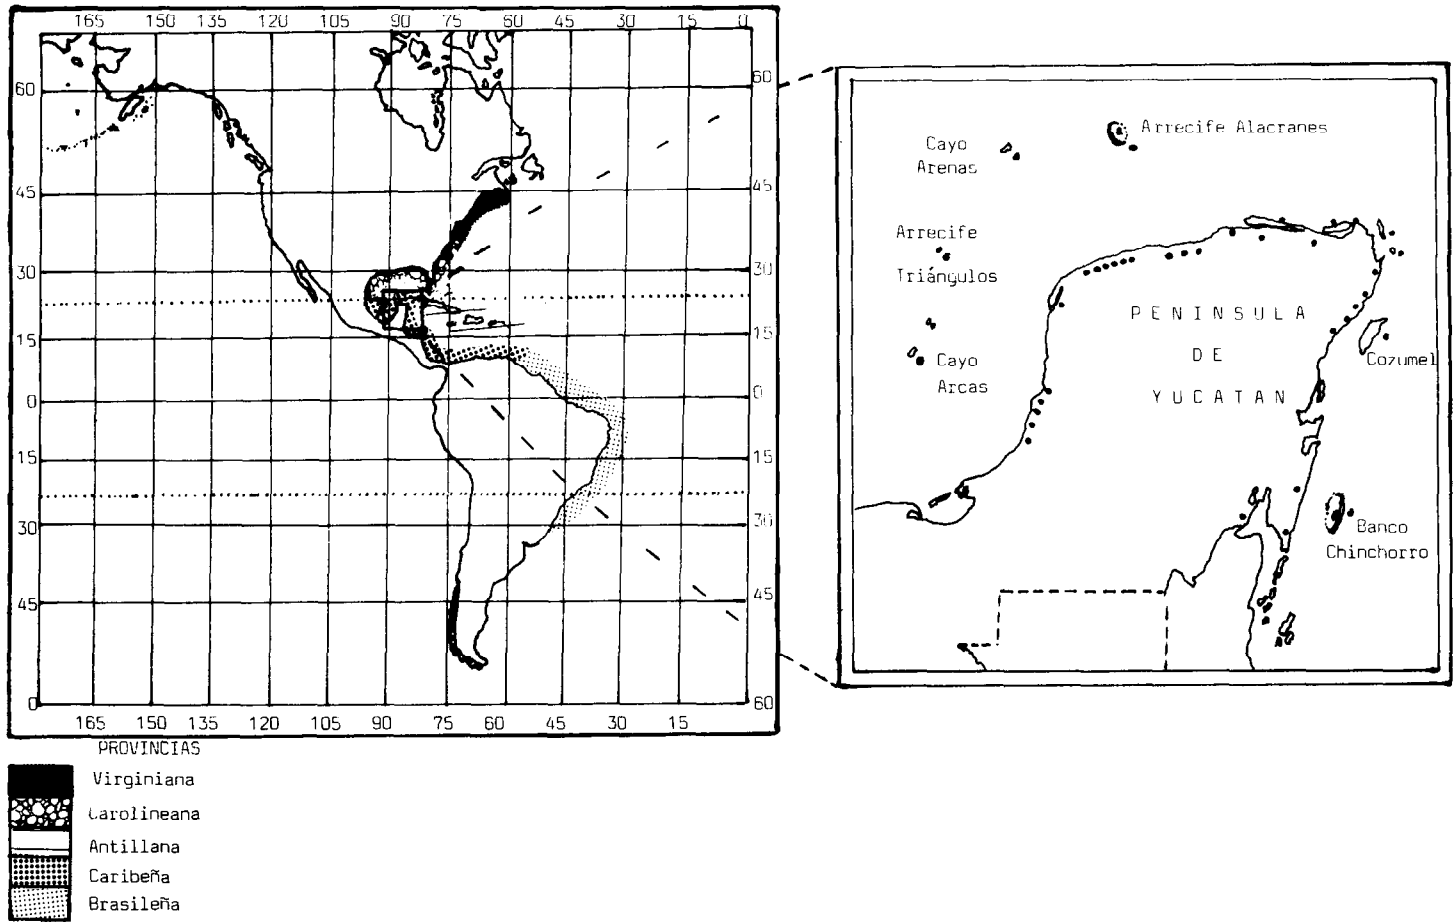 165 150 135 120 105 90 75 60 45 30 15 0
60 60
45 45
30 30
15 15
0 0
15 15
30 30
45 45
0 60
165 150 135 120 105 90 75 60 45 30 15
PROVINCIAS
Virginiana
Carolineana
Antillana
Caribeña
Brasileña
Arrecife Alacranes
Cayo
Arenas
Arrecife
Triángulos
Cayo
Arcas
PENINSULA
DE
YUCATAN
Cozumel
Banco
Chinchorro